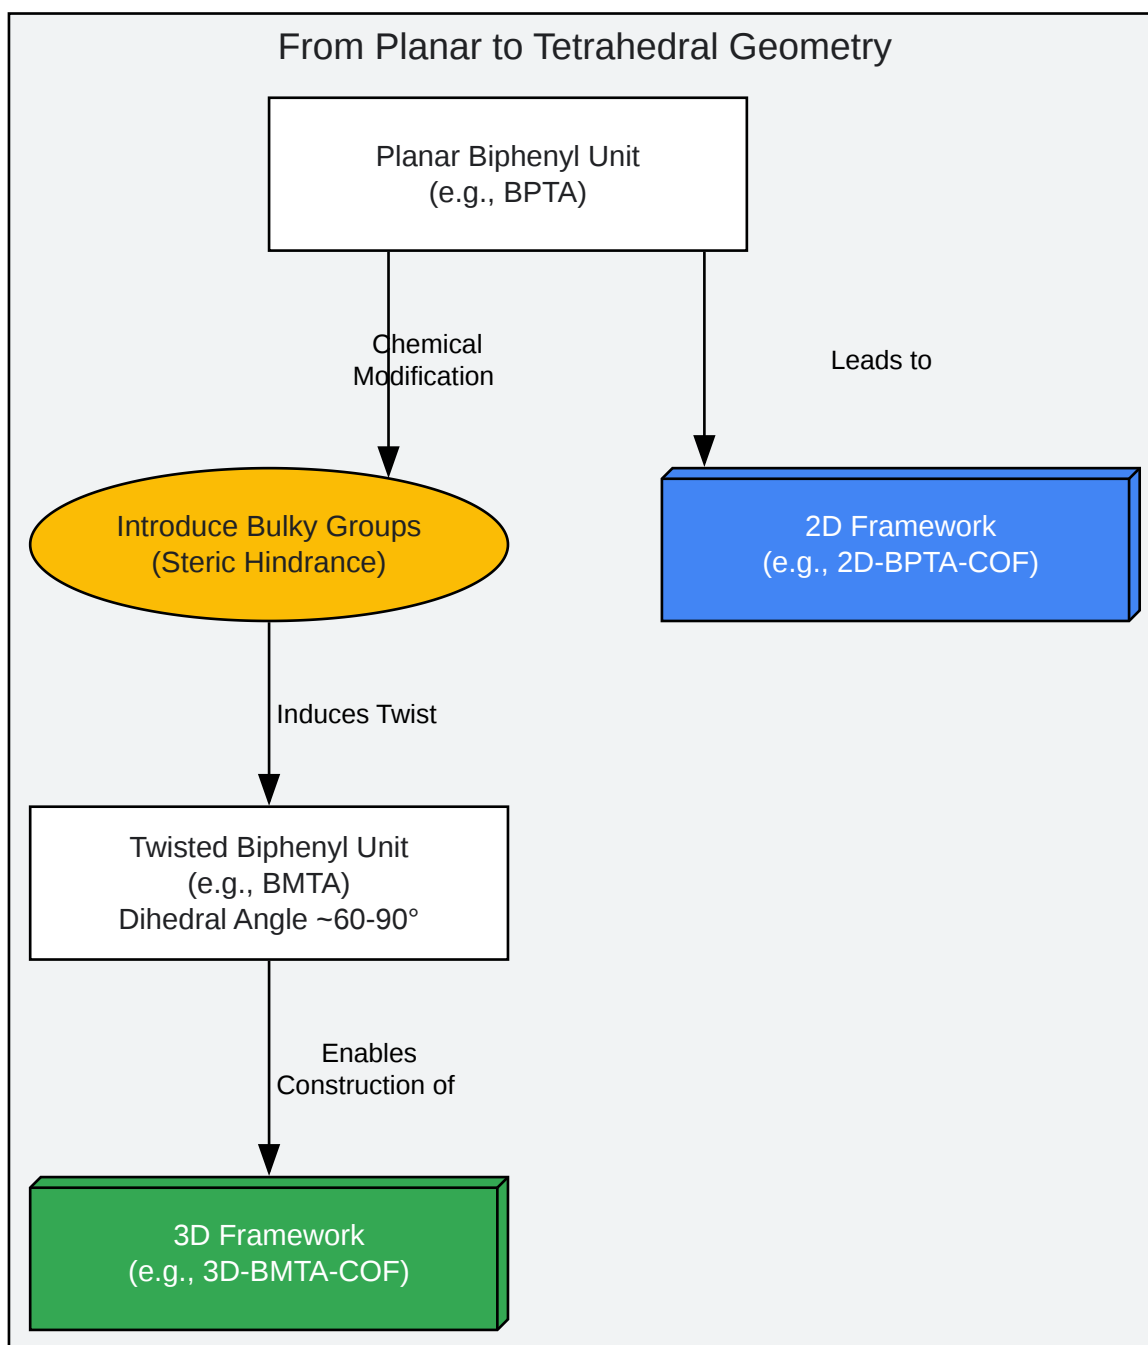 From Planar to Tetrahedral Geometry
Planar Biphenyl Unit
(e.g., BPTA)
Chemical
Modification
Leads to
Introduce Bulky Groups
(Steric Hindrance)
2D Framework
(e.g., 2D-BPTA-COF)
Induces Twist
Twisted Biphenyl Unit
(e.g., BMTA)
Dihedral Angle ~60-90°
Enables
Construction of
3D Framework
(e.g., 3D-BMTA-COF)